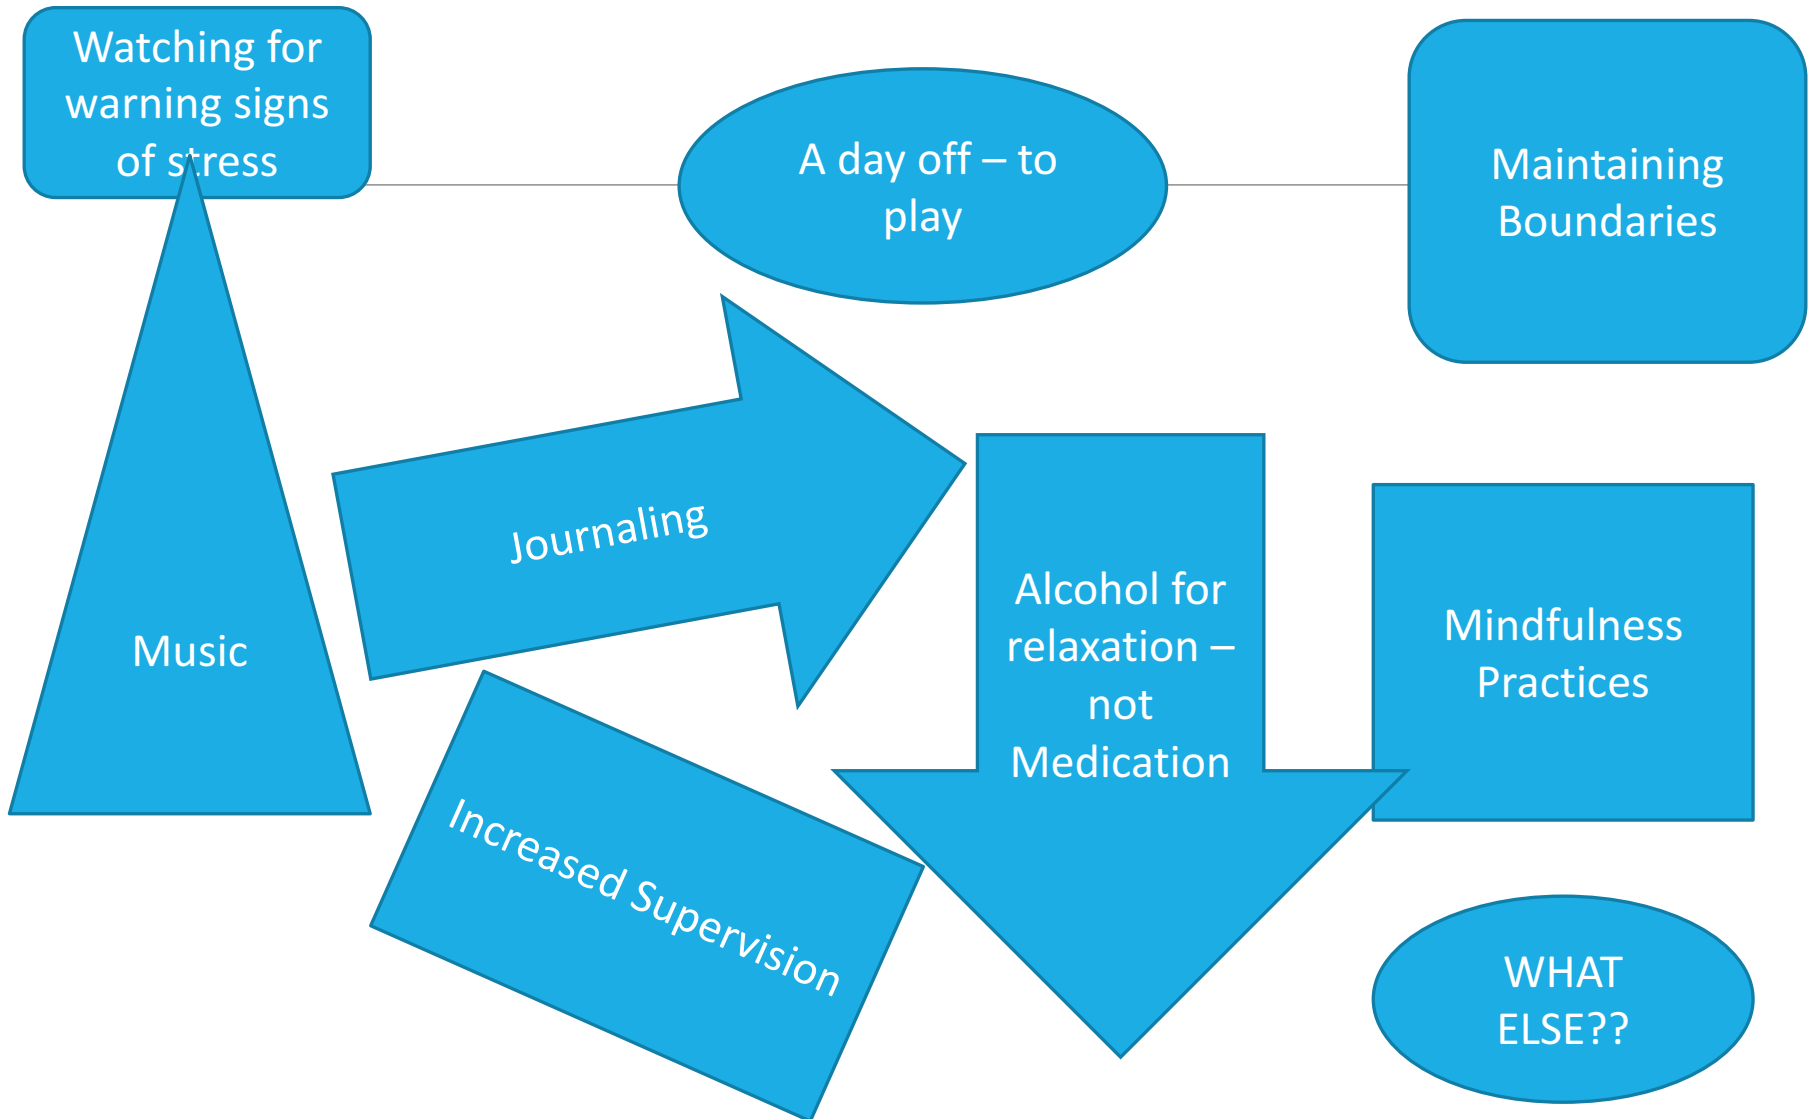 Watching for
warning signs
of stress
A day off – to
play
Maintaining
Boundaries
Journaling
Music
Alcohol for
relaxation –
not
Medication
Mindfulness
Practices
Increased Supervision
WHAT
ELSE??